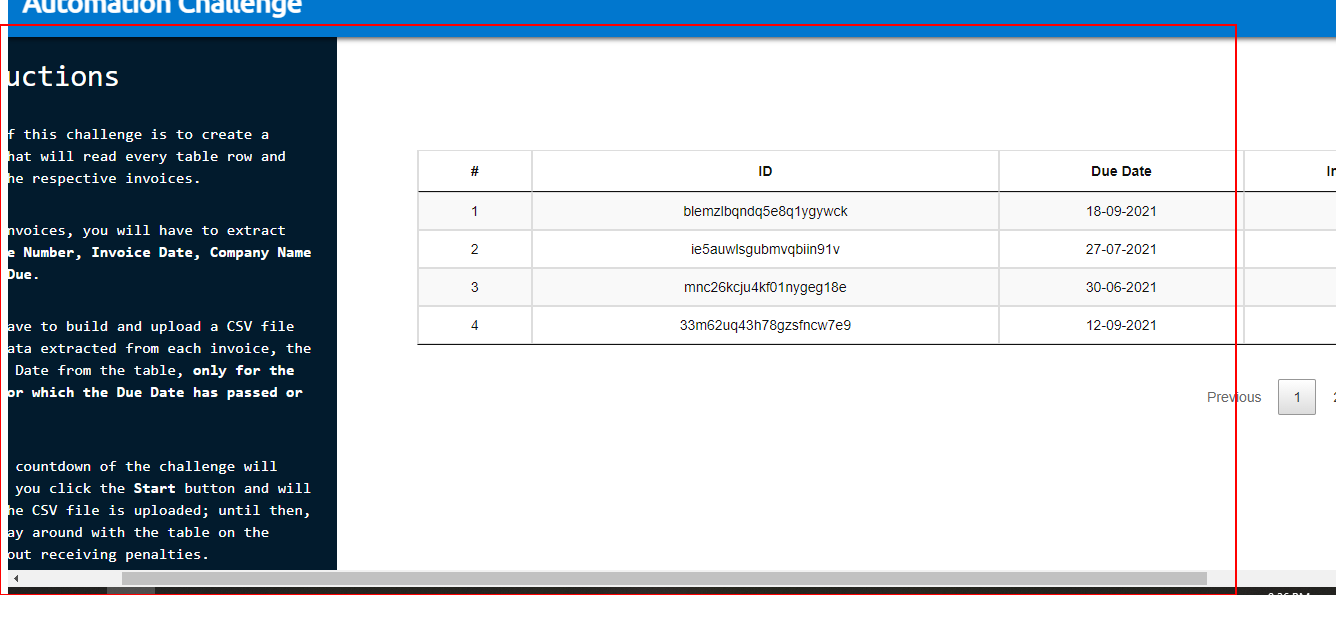 Automation Challenge
uctions
f this challenge is to create a
hat will read every table row and
he respective invoices.
nvoices, you will have to extract
e Number, Invoice Date, Company Name
Due.
ave to build and upload a CSV file
ata extracted from each invoice, the
Date from the table, only for the
or which the Due Date has passed or
countdown of the challenge will
you click the Start button and will
he CSV file is uploaded; until then,
ay around with the table on the
out receiving penalties.
# ID Due Date In
1 blemzlbqndq5e8q1ygywck 18-09-2021
2 ie5auwlsgubmvqbiin91v 27-07-2021
3 mnc26kcju4kf01nygeg18e 30-06-2021
4 33m62uq43h78gzsfncw7e9 12-09-2021
Previous 1 2